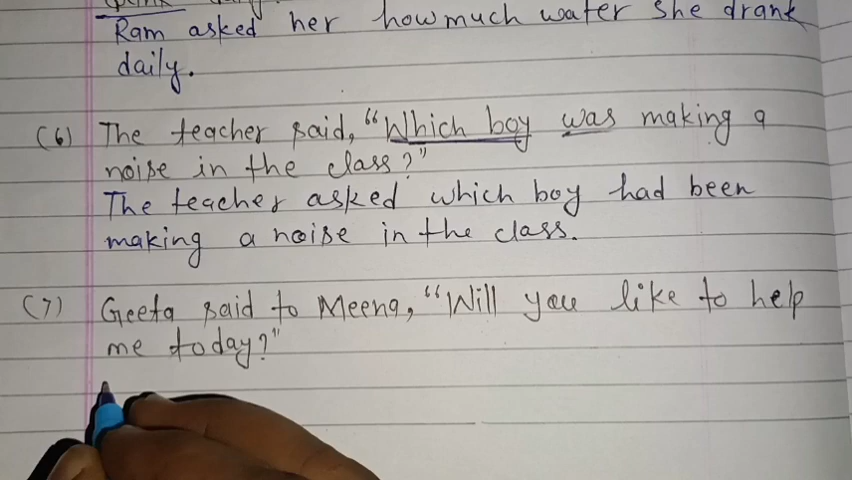 Ram asked her how much water she drank
daily.
(6) The teacher said, "Which boy was making a
noise in the class?"
The teacher asked which boy had been
making a noise in the class.
(7) Geeta said to Meena, "Will you like to help
me today?"